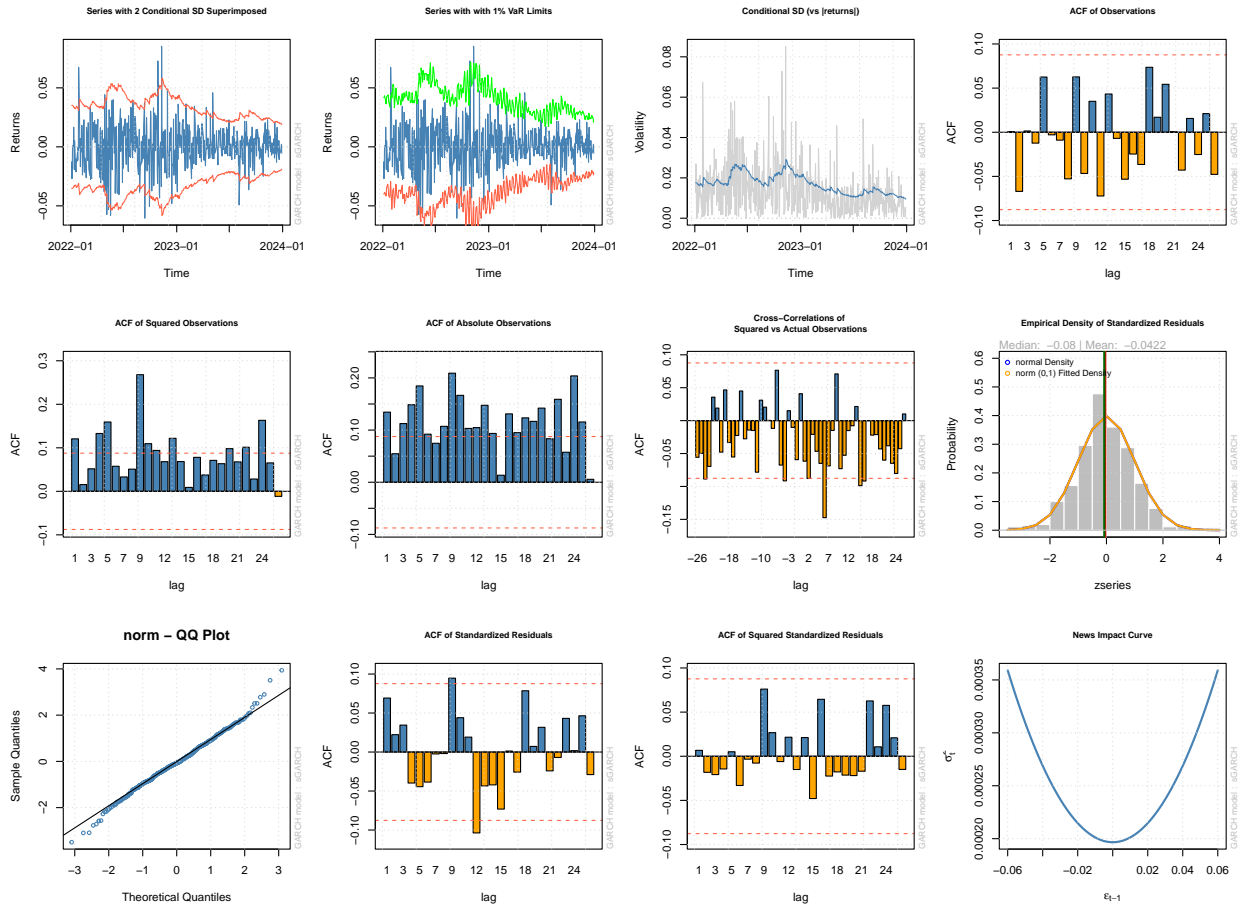 Series with 2 Conditional SD Superimposed
Returns
−0.05 0.00 0.05
2022−01 2023−01 2024−01
Time
GARCH model : sGARCH
Series with with 1% VaR Limits
Returns
−0.05 0.00 0.05
2022−01 2023−01 2024−01
Time
GARCH model : sGARCH
Conditional SD (vs |returns|)
Volatility
0.00 0.02 0.04 0.06 0.08
2022−01 2023−01 2024−01
Time
GARCH model : sGARCH
ACF of Observations
ACF
−0.10 −0.05 0.00 0.05 0.10
1 3 5 7 9 12 15 18 21 24
lag
GARCH model : sGARCH
ACF of Squared Observations
ACF
−0.1 0.0 0.1 0.2 0.3
1 3 5 7 9 12 15 18 21 24
lag
GARCH model : sGARCH
ACF of Absolute Observations
ACF
−0.10 0.00 0.10 0.20
1 3 5 7 9 12 15 18 21 24
lag
GARCH model : sGARCH
Cross−Correlations of
Squared vs Actual Observations
ACF
−0.15 −0.05 0.00 0.05 0.10
−26 −18 −10 −3 2 7 12 18 24
lag
GARCH model : sGARCH
Empirical Density of Standardized Residuals
Median: −0.08 | Mean: −0.0422
normal Density
norm (0,1) Fitted Density
Probability
0.0 0.1 0.2 0.3 0.4 0.5 0.6
−2 0 2 4
zseries
GARCH model : sGARCH
norm − QQ Plot
Sample Quantiles
−2 0 2 4
−3 −2 −1 0 1 2 3
Theoretical Quantiles
GARCH model : sGARCH
ACF of Standardized Residuals
ACF
−0.10 −0.05 0.00 0.05 0.10
1 3 5 7 9 12 15 18 21 24
lag
GARCH model : sGARCH
ACF of Squared Standardized Residuals
ACF
−0.10 −0.05 0.00 0.05 0.10
1 3 5 7 9 12 15 18 21 24
lag
GARCH model : sGARCH
News Impact Curve
0.00020 0.00025 0.00030 0.00035
−0.06 −0.02 0.02 0.04 0.06
εt−1
GARCH model : sGARCH